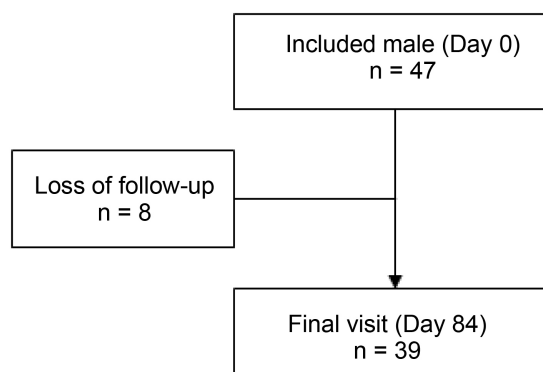 Included male (Day 0)
n = 47
Loss of follow-up
n = 8
Final visit (Day 84)
n = 39